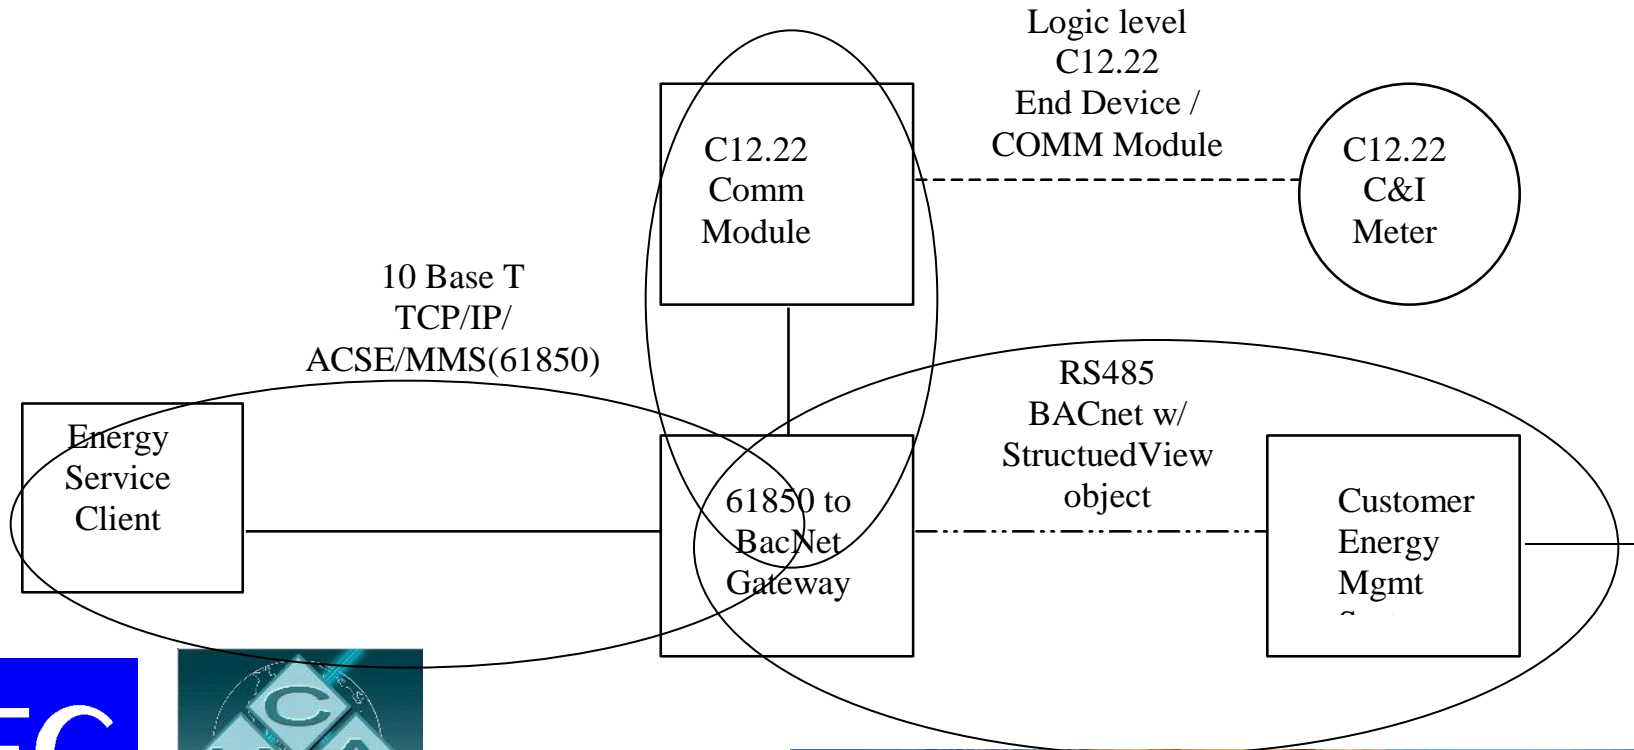 Logic level
C12.22
End Device /
COMM Module
C12.22
Comm
Module
C12.22
C&I
Meter
10 Base T
TCP/IP/
ACSE/MMS(61850)
RS485
BACnet w/
StructuedView
object
Energy
Service
Client
61850 to
BacNet
Gateway
Customer
Energy
Mgmt
EC
C